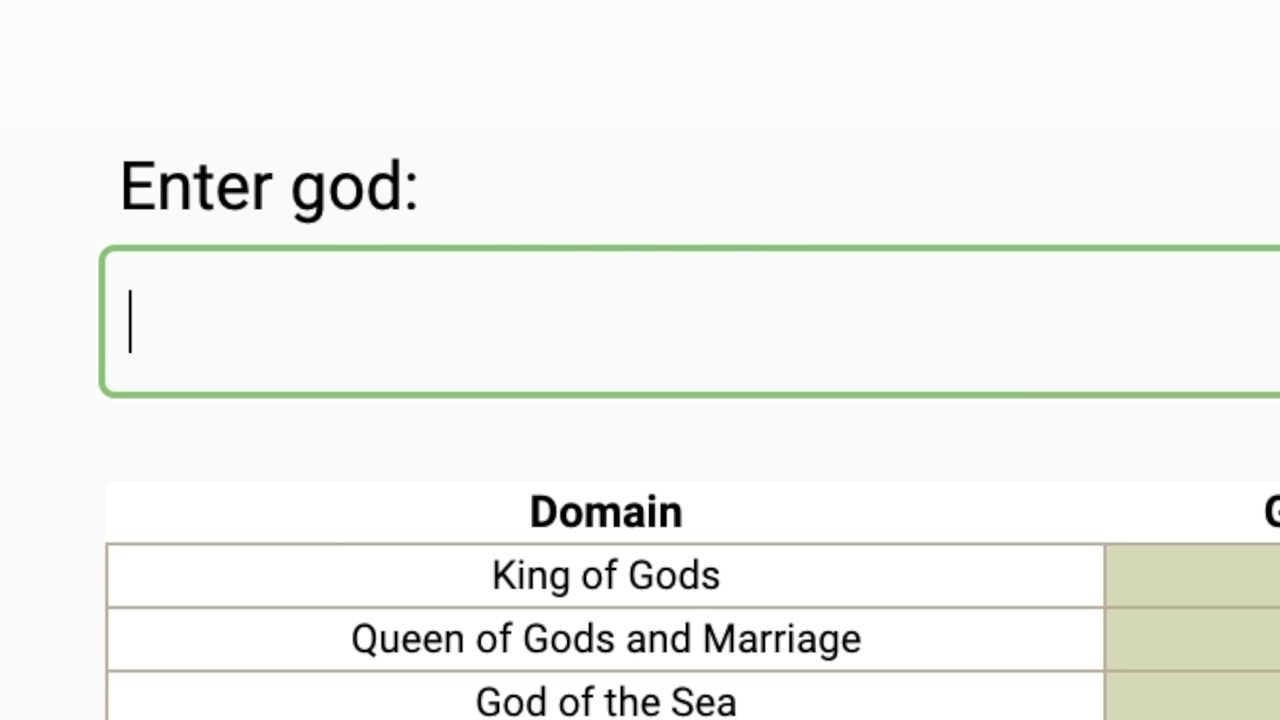 Enter god:
Domain
King of Gods
Queen of Gods and Marriage
God of the Sea